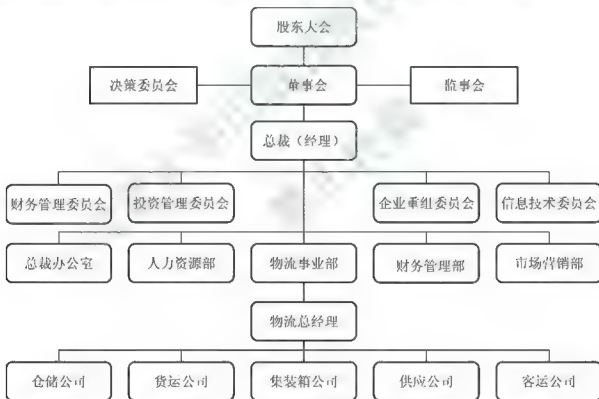 股东大会
决策委员会
董事会
监事会
总裁（经理）
财务管理委员会
投资管理委员会
企业重组委员会
信息技术委员会
总裁办公室
人力资源部
物流事业部
财务管理部
市场营销部
物流总经理
仓储公司
货运公司
集装箱公司
供应公司
客运公司